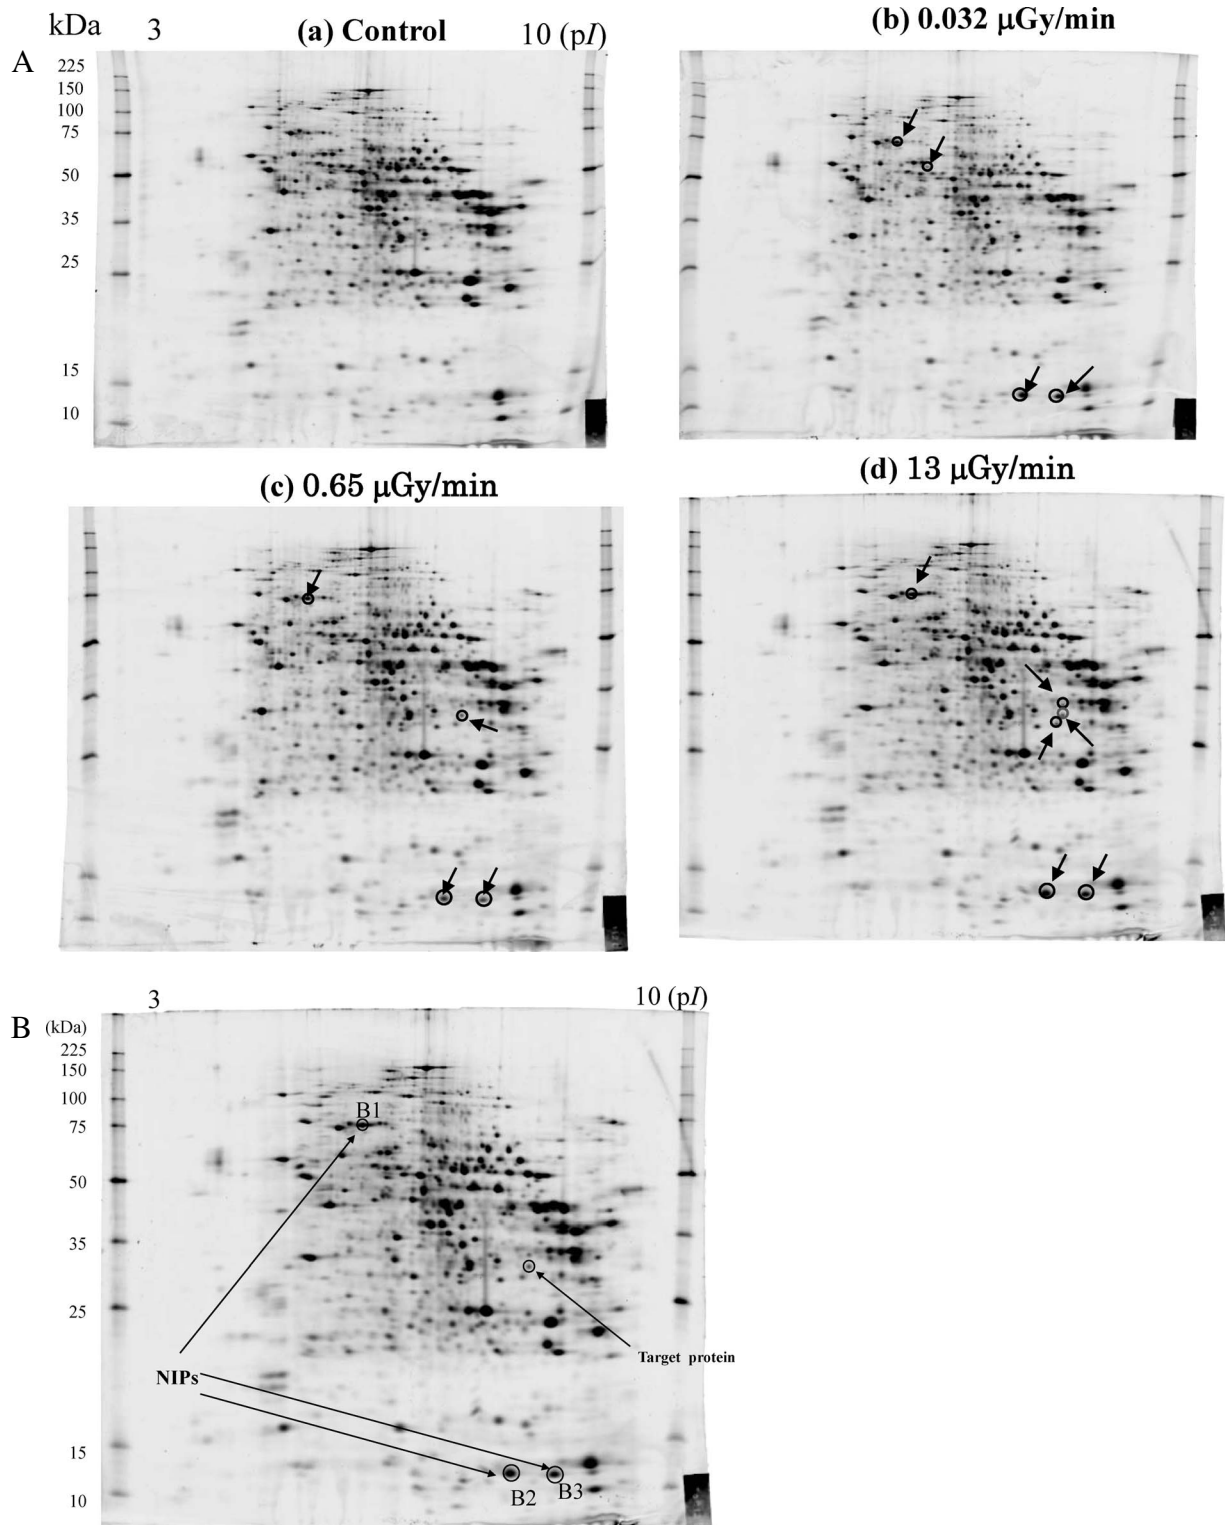 kDa
3
(a) Control
10 (pI)
(b) 0.032 µGy/min
A
225
150
100
75
50
35
25
15
10
(c) 0.65 µGy/min
(d) 13 µGy/min
3
10 (pI)
B
(kDa)
225
150
100
75
50
35
25
15
10
B1
Target protein
NIPs
B2
B3